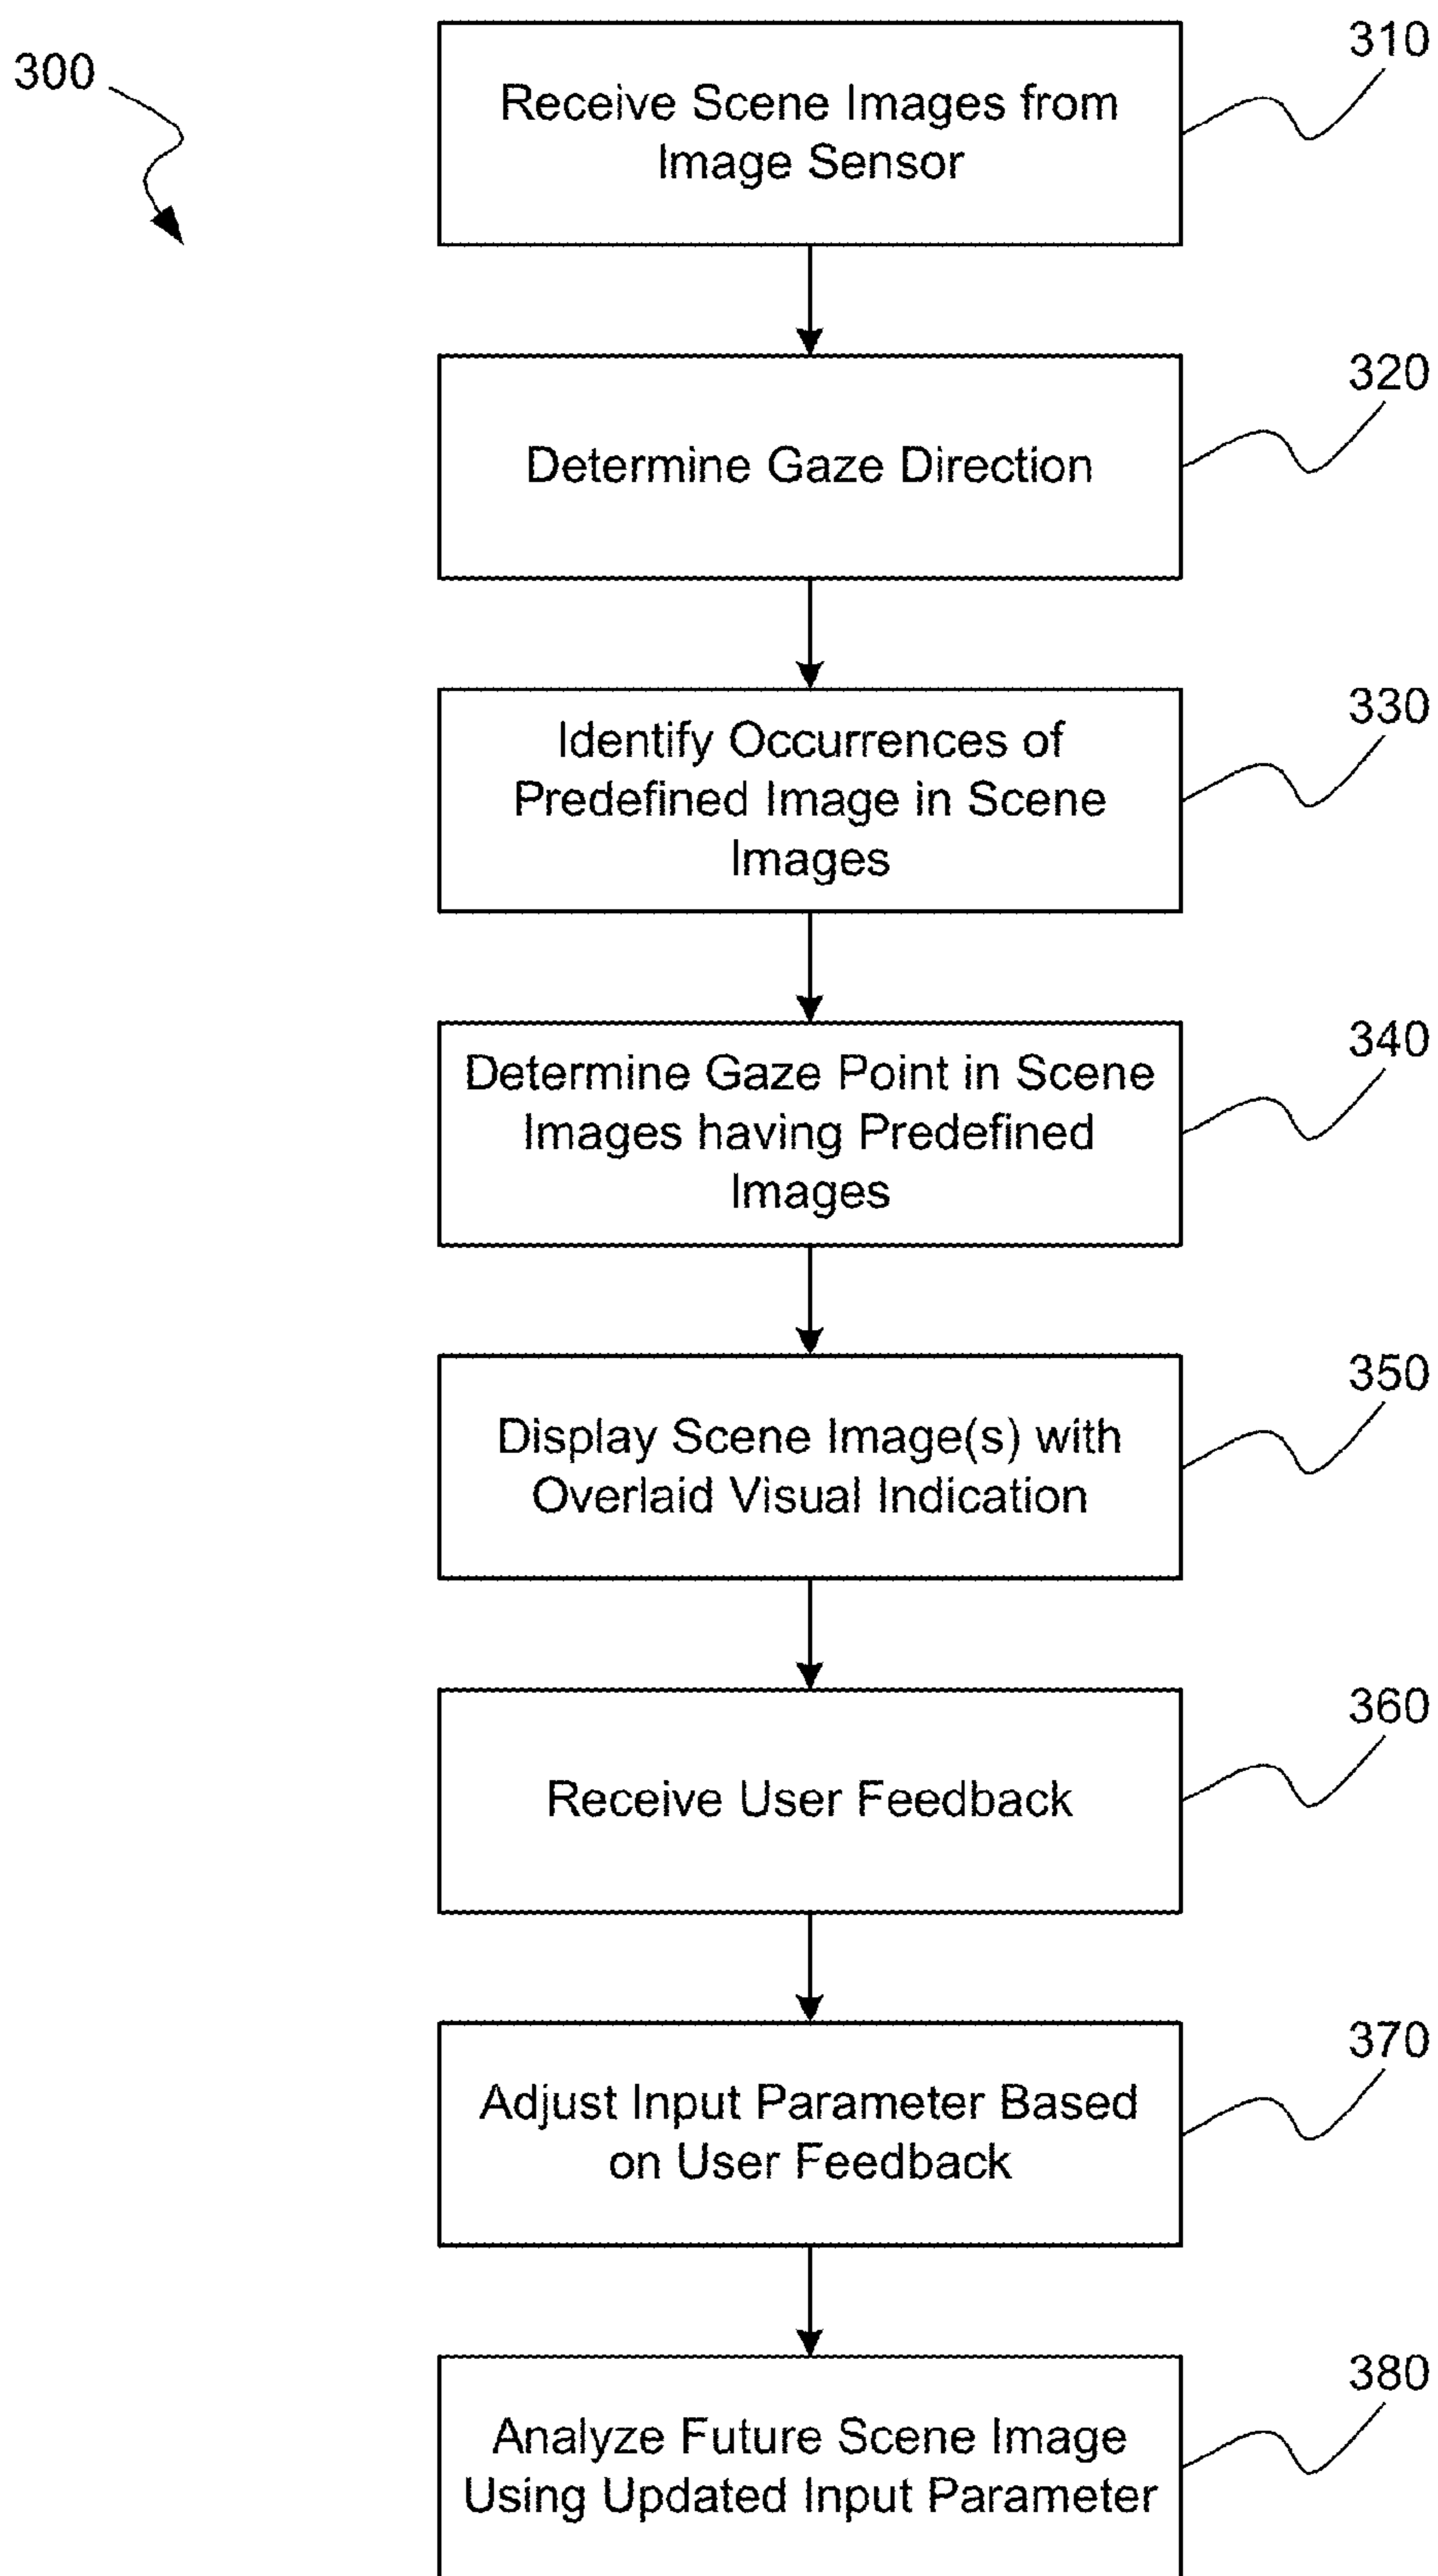 300
310
Receive Scene Images from
Image Sensor
320
Determine Gaze Direction
330
Identify Occurrences of
Predefined Image in Scene
Images
340
Determine Gaze Point in Scene
Images having Predefined
Images
350
Display Scene Image(s) with
Overlaid Visual Indication
360
Receive User Feedback
370
Adjust Input Parameter Based
on User Feedback
380
Analyze Future Scene Image
Using Updated Input Parameter